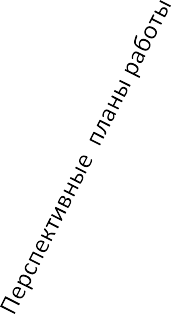 Перспективные планы работы